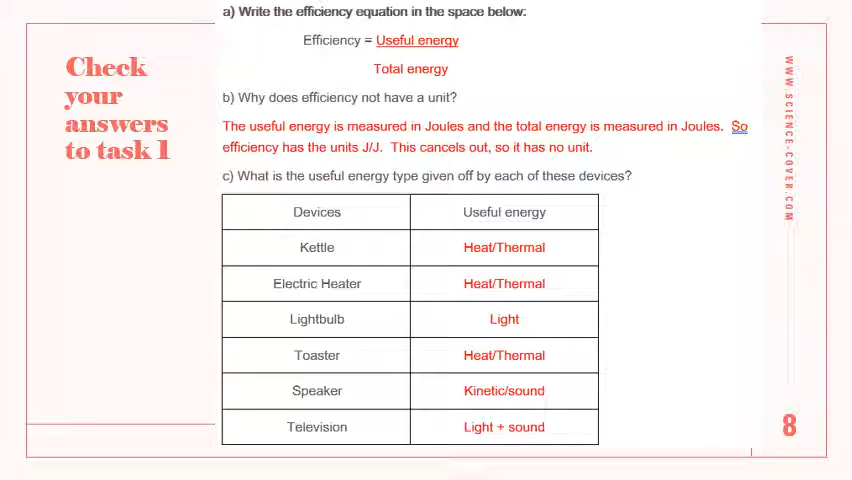 Check
your
answers
to task 1
a) Write the efficiency equation in the space below:
Efficiency = Useful energy
Total energy
b) Why does efficiency not have a unit?
The useful energy is measured in Joules and the total energy is measured in Joules. So
efficiency has the units J/J. This cancels out, so it has no unit.
c) What is the useful energy type given off by each of these devices?
Devices Useful energy
Kettle Heat/Thermal
Electric Heater Heat/Thermal
Lightbulb Light
Toaster Heat/Thermal
Speaker Kinetic/sound
Television Light + sound
WWW.SCIENCE-COVER.COM
8